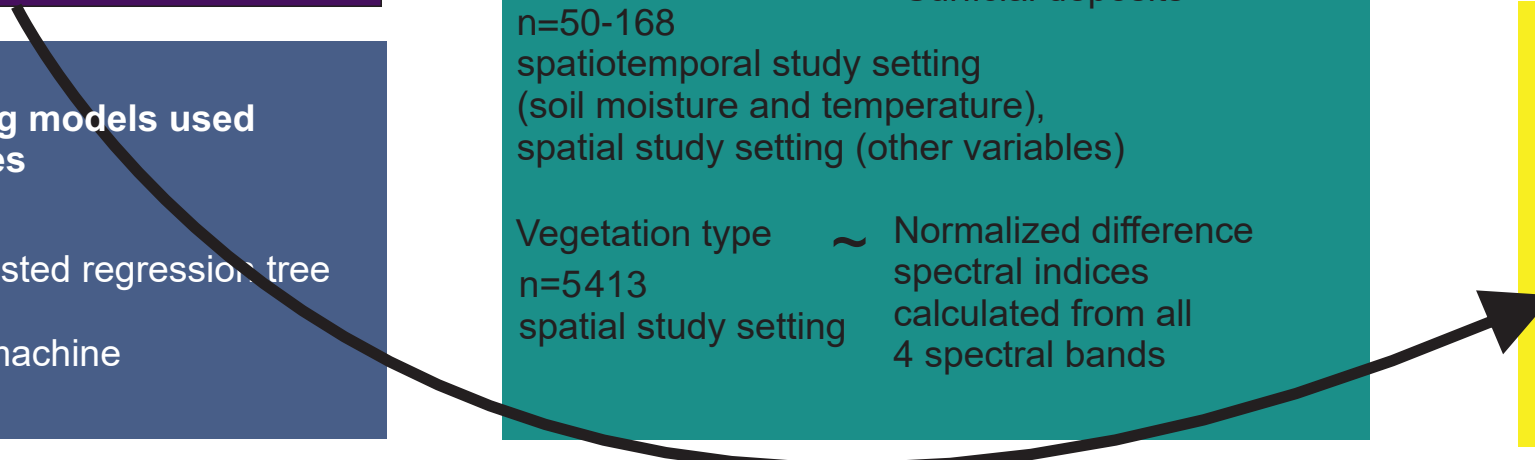 g models used
es
sted regression tree
machine
n=50-168
spatiotemporal study setting
(soil moisture and temperature),
spatial study setting (other variables)
Vegetation type ~ Normalized difference
spectral indices
n=5413
calculated from all
spatial study setting
4 spectral bands